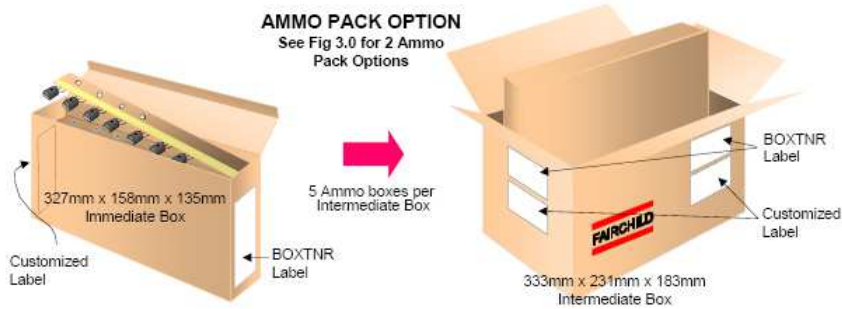 AMMO PACK OPTION
See Fig 3.0 for 2 Ammo
Pack Options
327mm x 158mm x 135mm
Immediate Box
Customized
Label
BOXTNR
Label
5 Ammo boxes per
Intermediate Box
BOXTNR
Label
Customized
Label
FAIRCHILD
333mm x 231mm x 183mm
Intermediate Box